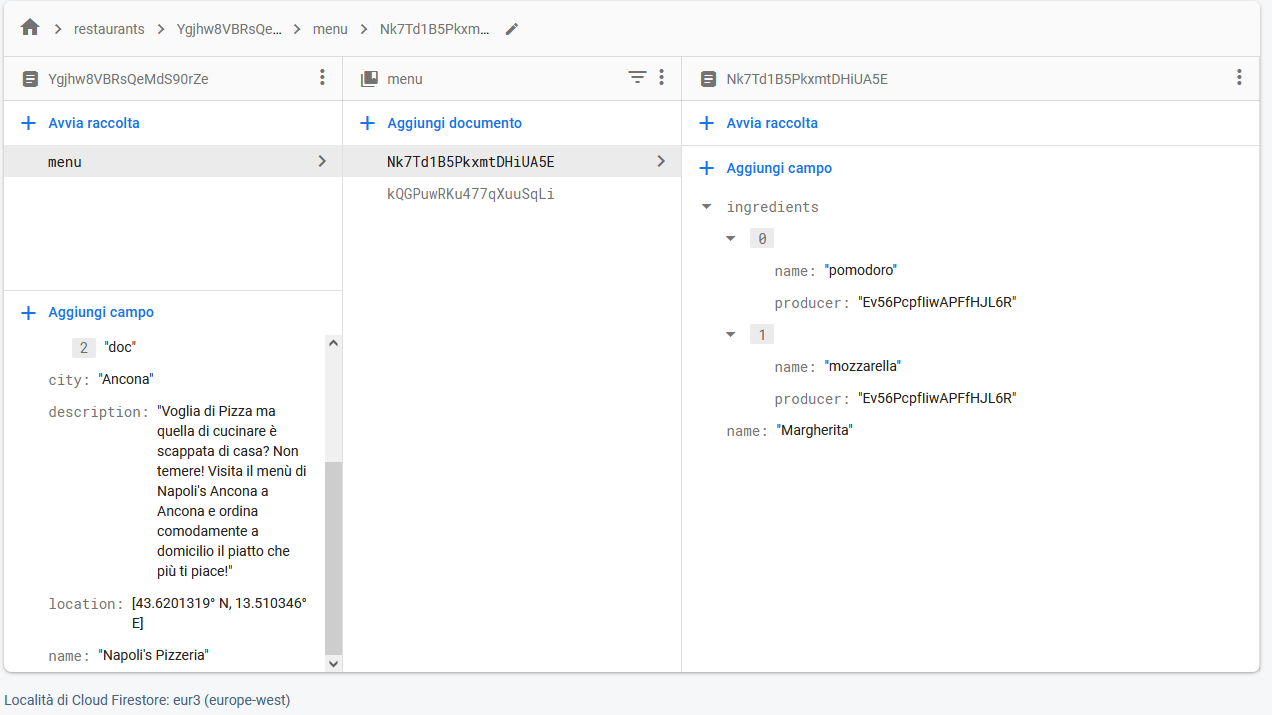 restaurants
Ygjhw8VBRsQe...
menu
Nk7Td1B5Pkxm...
Ygjhw8VBRsQeMdS90rZe
Avvia raccolta
menu
Aggiungi campo
2 "doc"
city: "Ancona"
description: "Voglia di Pizza ma
quella di cucinare è
scappata di casa? Non
temere! Visita il menù di
Napoli's Ancona a
Ancona e ordina
comodamente a
domicilio il piatto che
più ti piace!"
location: [43.6201319° N, 13.510346°
E]
name: "Napoli's Pizzeria"
menu
Aggiungi documento
Nk7Td1B5PkxmtDHiUA5E
kQGPuwRKu477qXuuSqLi
Nk7Td1B5PkxmtDHiUA5E
Avvia raccolta
Aggiungi campo
ingredients
0
name: "pomodoro"
producer: "Ev56PcpfIiwAPFfHJL6R"
1
name: "mozzarella"
producer: "Ev56PcpfIiwAPFfHJL6R"
name: "Margherita"
Località di Cloud Firestore: eur3 (europe-west)